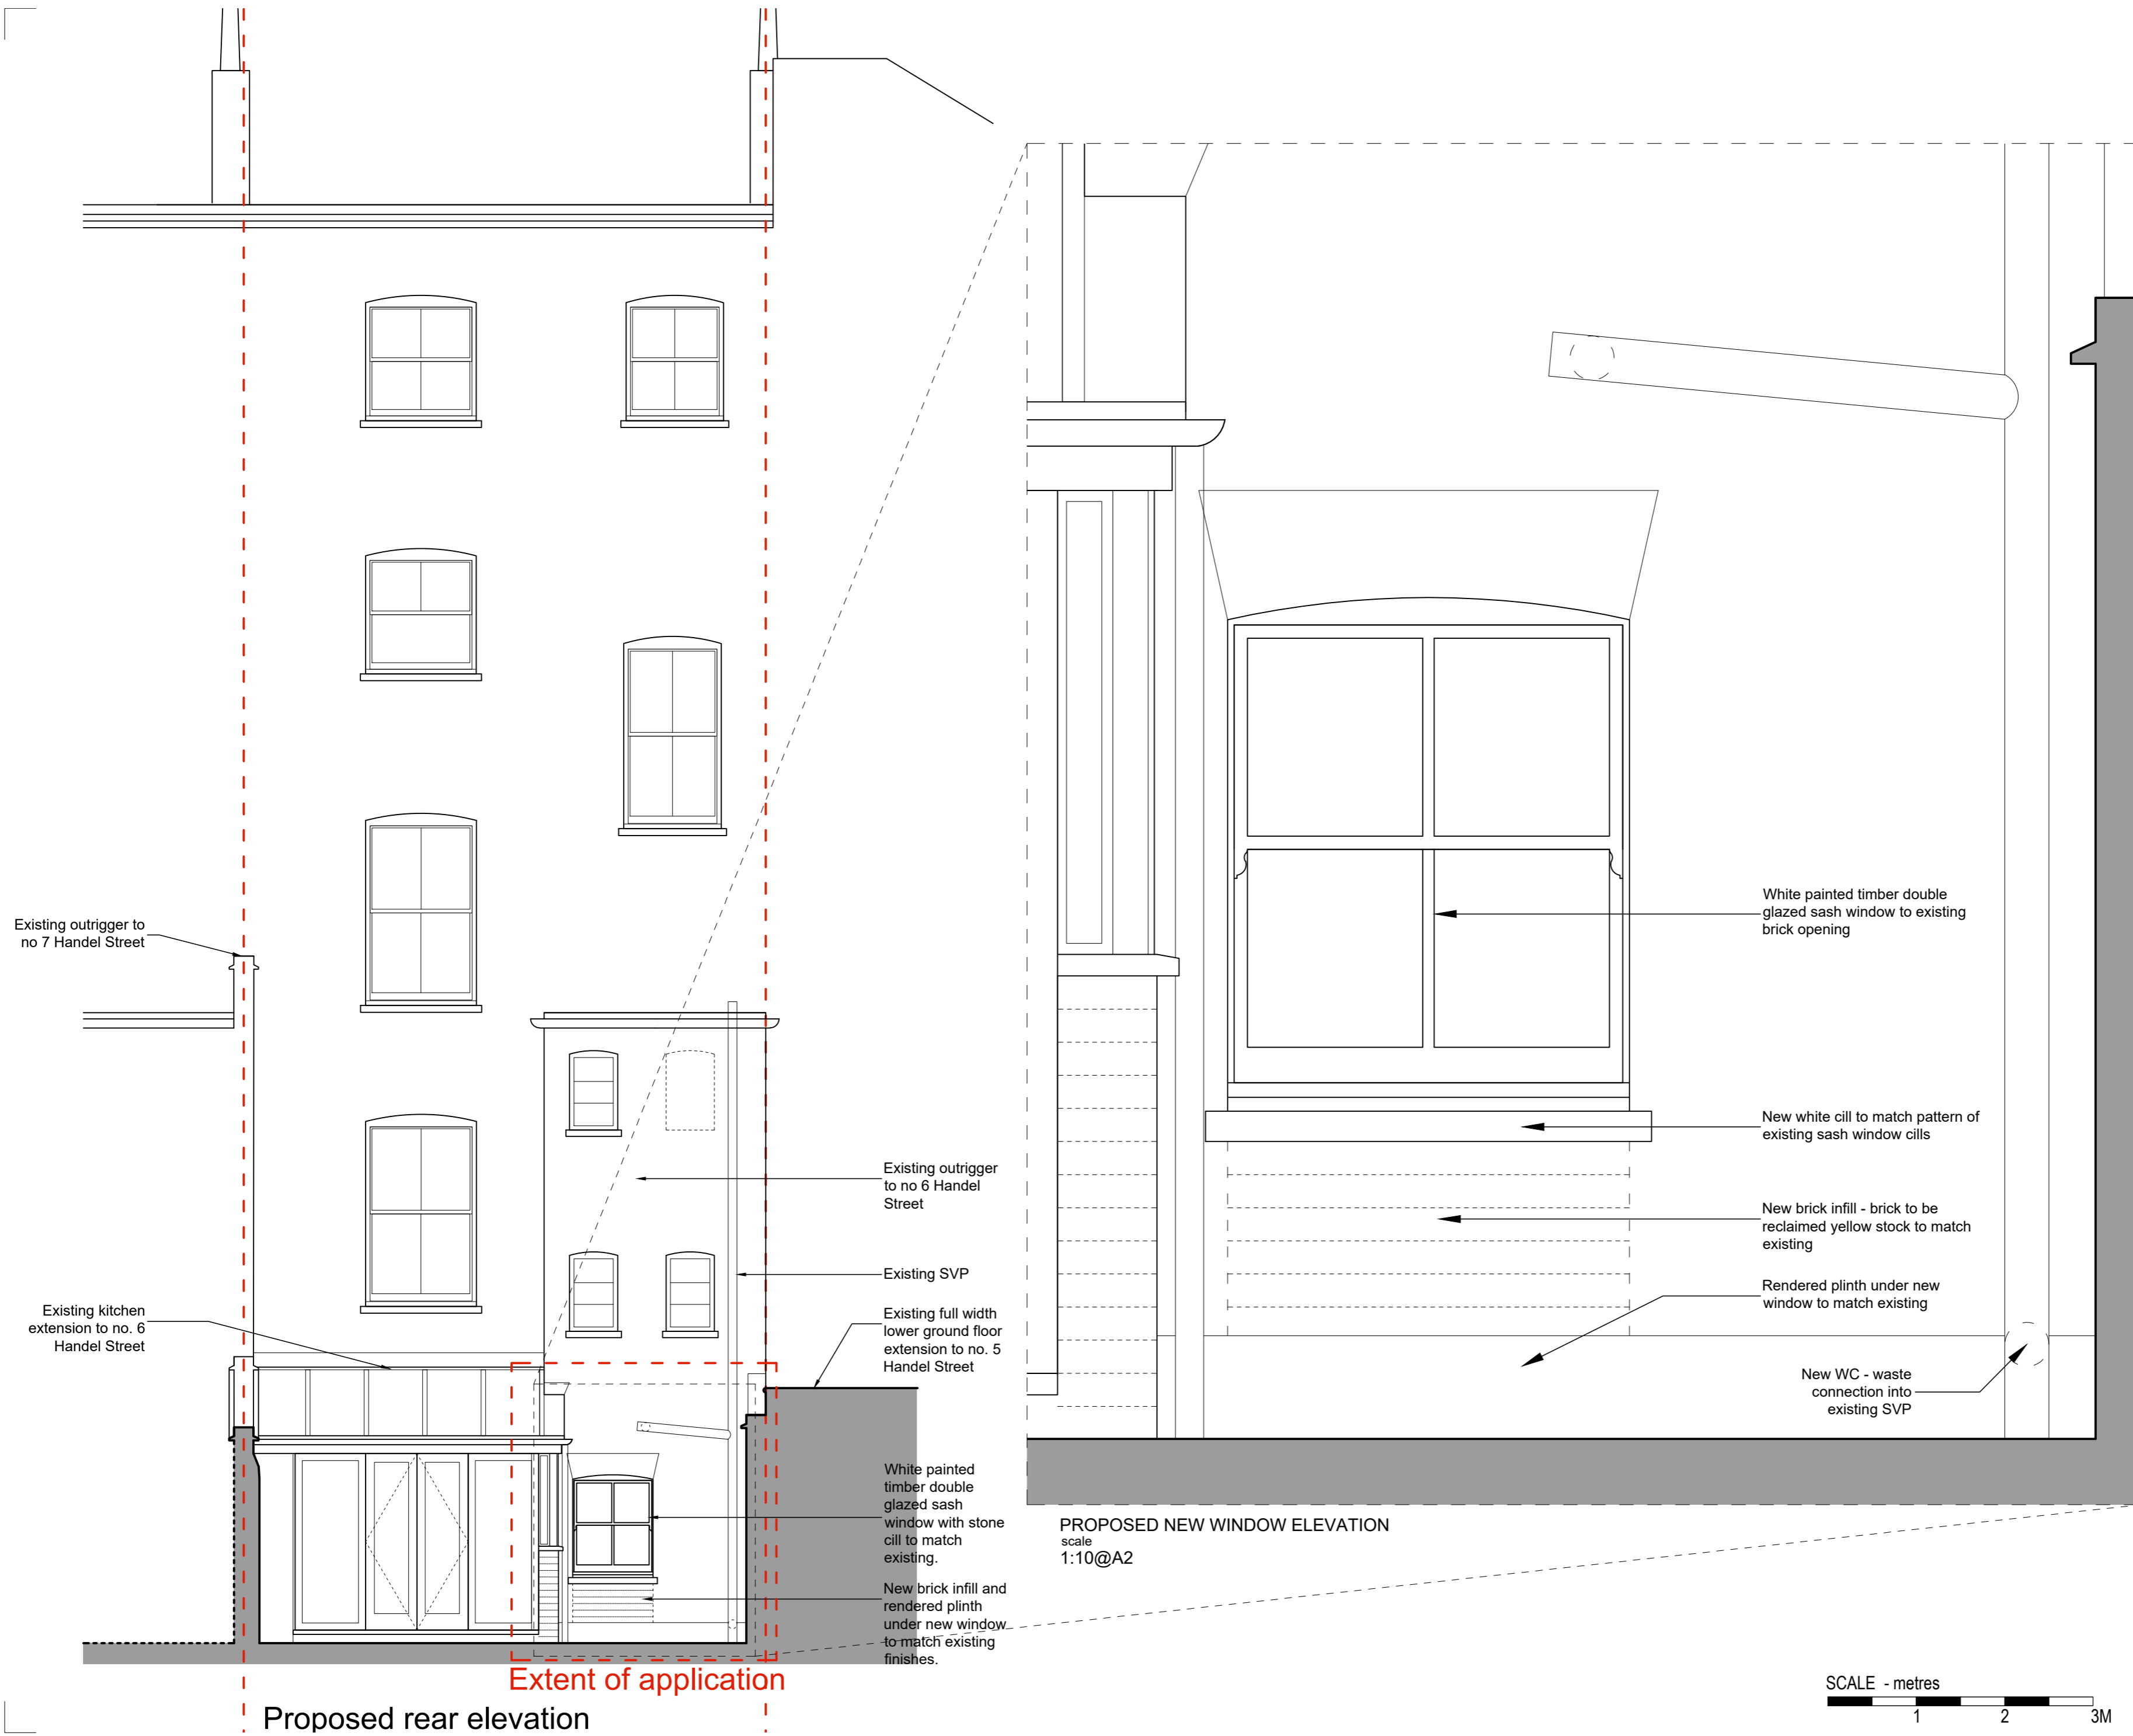 Existing outrigger to
no 7 Handel Street
Existing kitchen
extension to no. 6
Handel Street
Existing outrigger
to no 6 Handel
Street
Existing SVP
Existing full width
lower ground floor
extension to no. 5
Handel Street
White painted
timber double
glazed sash
window with stone
cill to match
existing.
New brick infill and
rendered plinth
under new window
to match existing
finishes.
Extent of application
Proposed rear elevation
White painted timber double
glazed sash window to existing
brick opening
New white cill to match pattern of
existing sash window cills
New brick infill - brick to be
reclaimed yellow stock to match
existing
Rendered plinth under new
window to match existing
New WC - waste
connection into
existing SVP
PROPOSED NEW WINDOW ELEVATION
scale
1:10@A2
SCALE - metres
1 2 3M